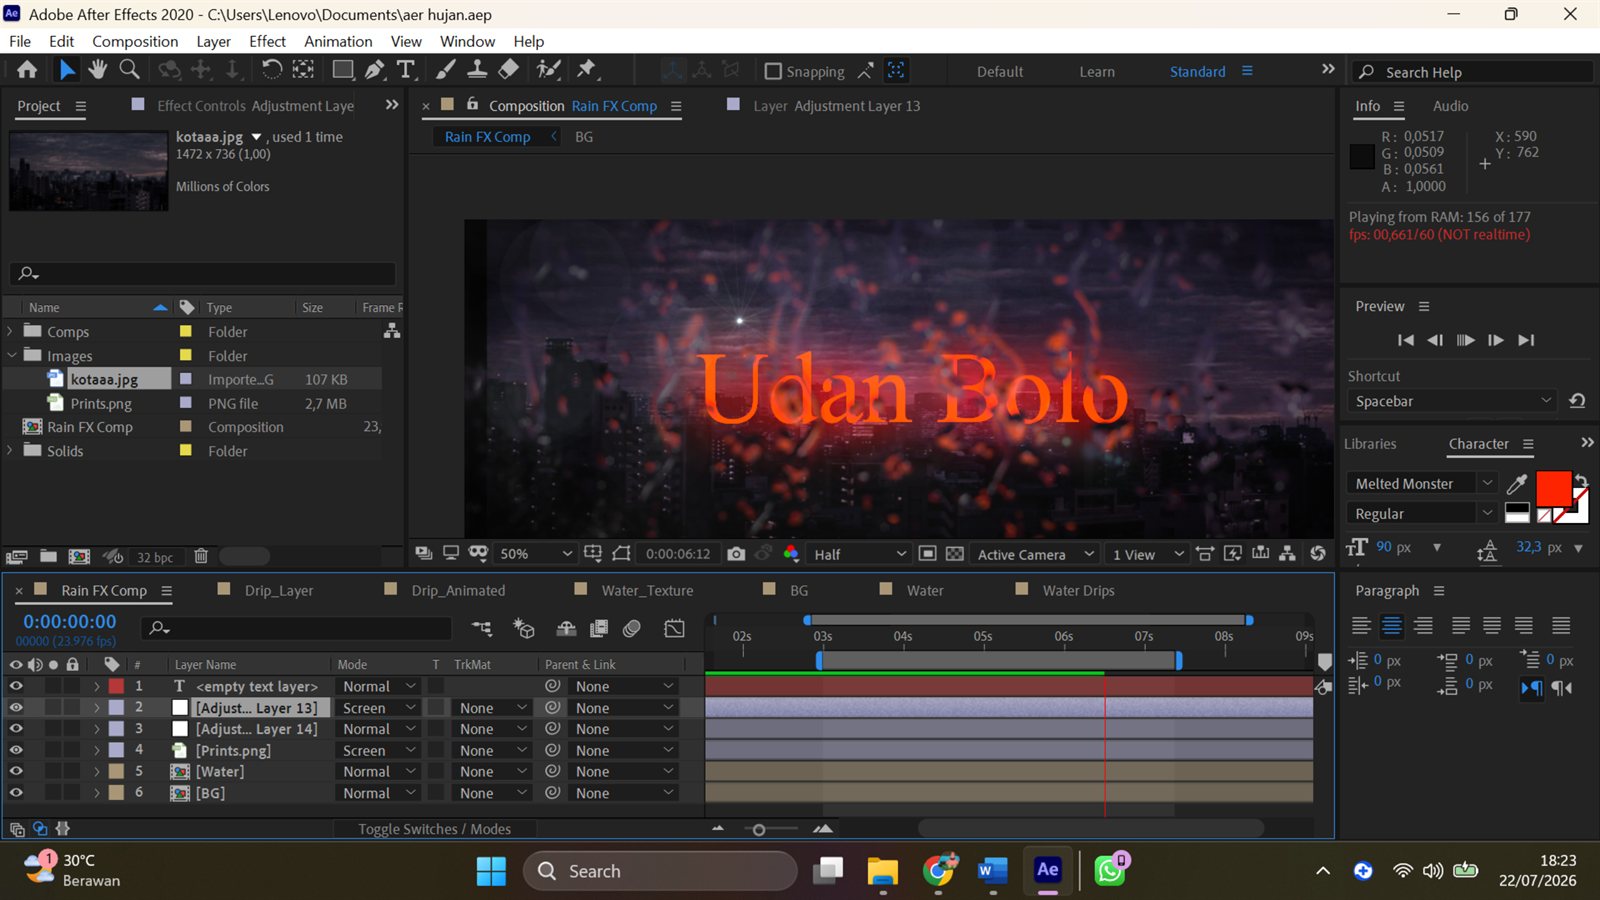 Adobe After Effects 2020 - C:\Users\Lenovo\Documents\aer hujan.aep
File Edit Composition Layer Effect Animation View Window Help
Snapping Default Learn Standard Search Help
Project Effect Controls Adjustment Laye
kotaaa.jpg , used 1 time
1472 x 736 (1,00)
Millions of Colors
Name Type Size Frame R
Comps Folder
Images Folder
kotaaa.jpg Importe...G 107 KB
Prints.png PNG file 2,7 MB
Rain FX Comp Composition 23,
Solids Folder
32 bpc
Composition Rain FX Comp Layer Adjustment Layer 13
Rain FX Comp BG
Udan Bolo
50% 0:00:06:12 Half Active Camera 1 View
Info Audio
R : 0,0517 X : 590
G : 0,0509 Y : 762
B : 0,0561
A : 1,0000
Playing from RAM: 156 of 177
fps: 00,661/60 (NOT realtime)
Preview
Shortcut
Spacebar
Libraries Character
Melted Monster
Regular
90 px 32,3 px
Paragraph
0 px 0 px 0 px
0 px 0 px
Rain FX Comp Drip_Layer Drip_Animated Water_Texture BG Water Water Drips
0:00:00:00
00000 (23.976 fps)
02s 03s 04s 05s 06s 07s 08s 09s
# Layer Name Mode T TrkMat Parent & Link
1 T <empty text layer> Normal None
2 [Adjust... Layer 13] Screen None None
3 [Adjust... Layer 14] Normal None None
4 [Prints.png] Screen None None
5 [Water] Normal None None
6 [BG] Normal None None
Toggle Switches / Modes
1 30°C
Berawan
Search
Ae
18:23
22/07/2026